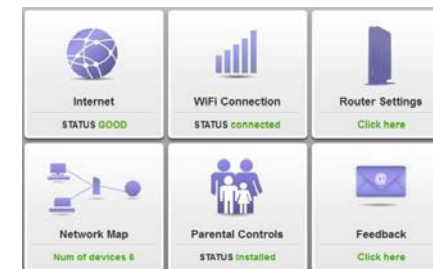 Internet
STATUS GOOD
WiFi Connection
STATUS connected
Router Settings
Click here
Network Map
Num of devices 6
Parental Controls
STATUS Installed
Feedback
Click here